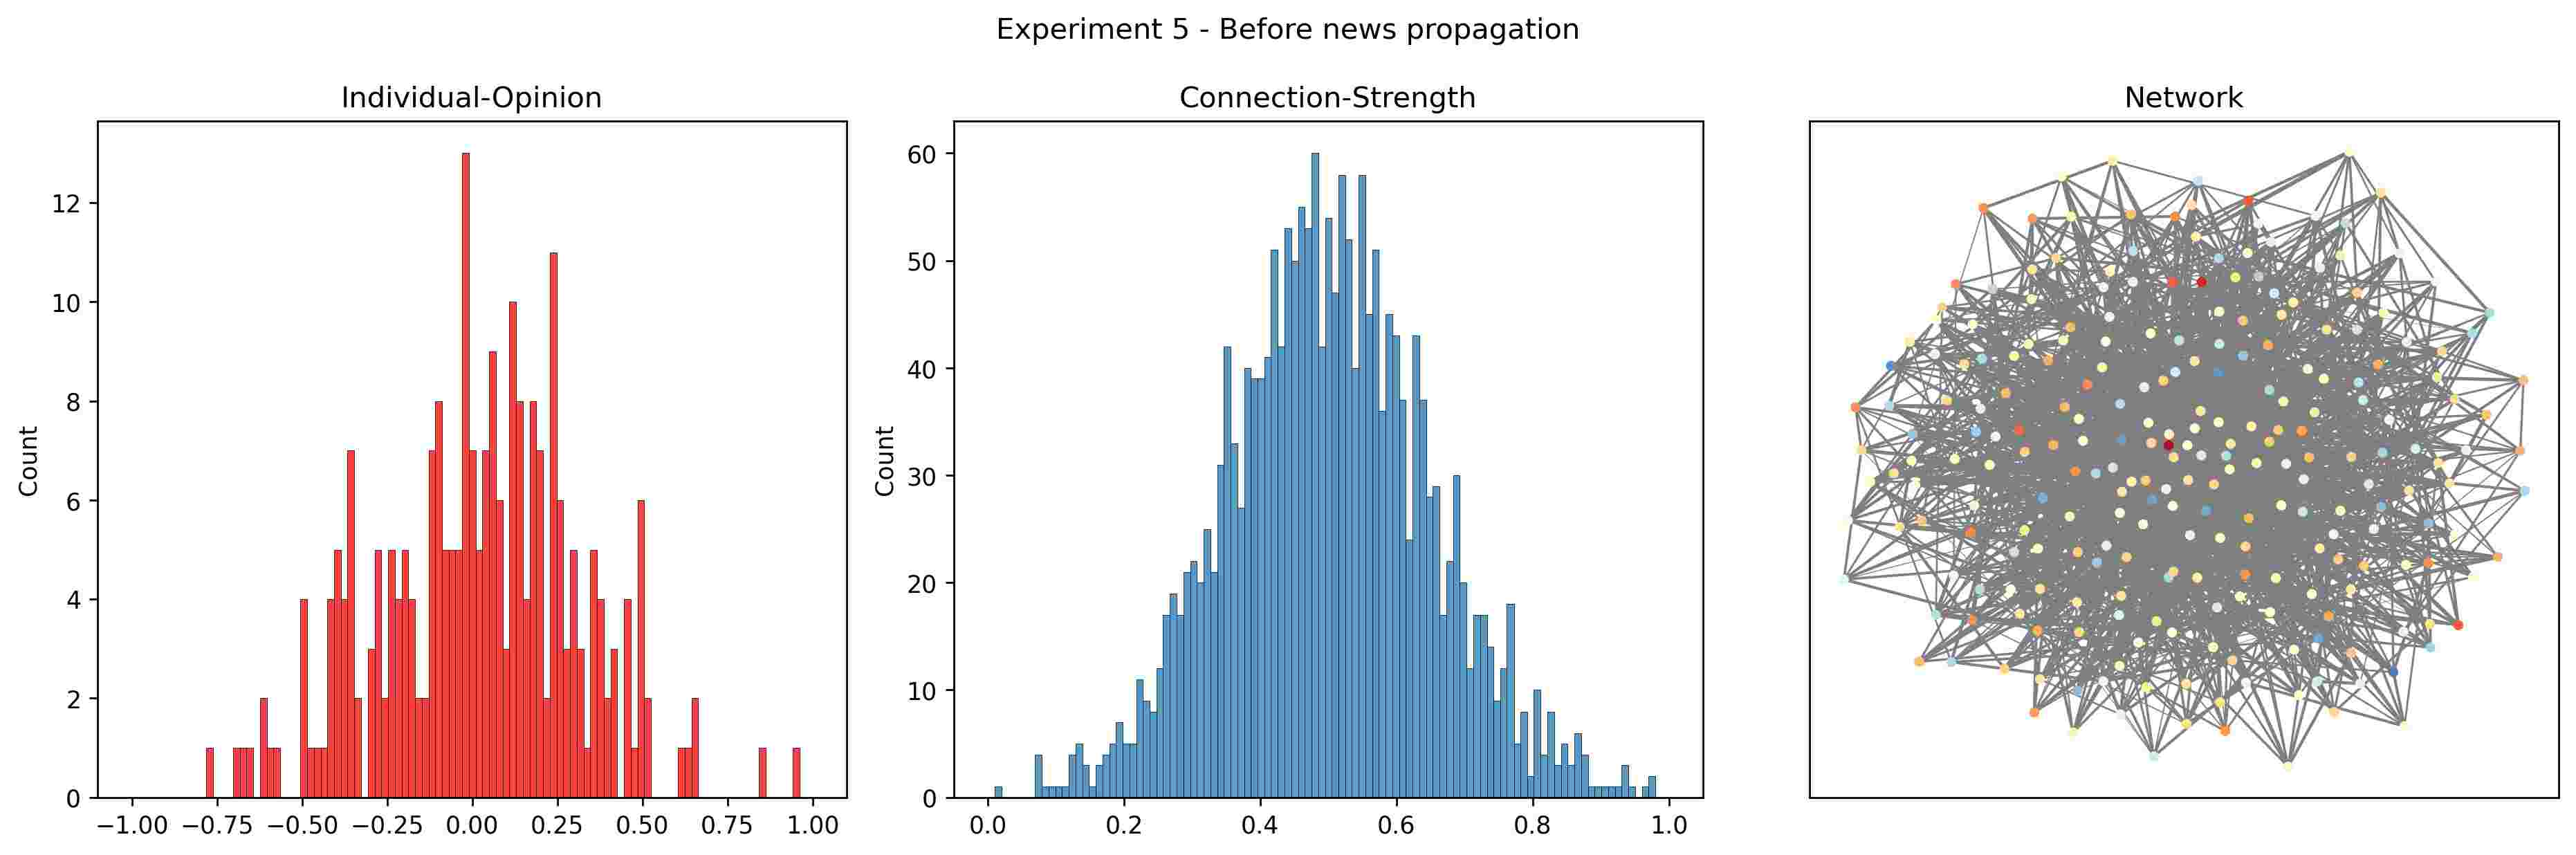 Experiment 5 - Before news propagation
Individual-Opinion
Count
12
10
8
6
4
2
0
−1.00 −0.75 −0.50 −0.25 0.00 0.25 0.50 0.75 1.00
Connection-Strength
Count
60
50
40
30
20
10
0
0.0 0.2 0.4 0.6 0.8 1.0
Network